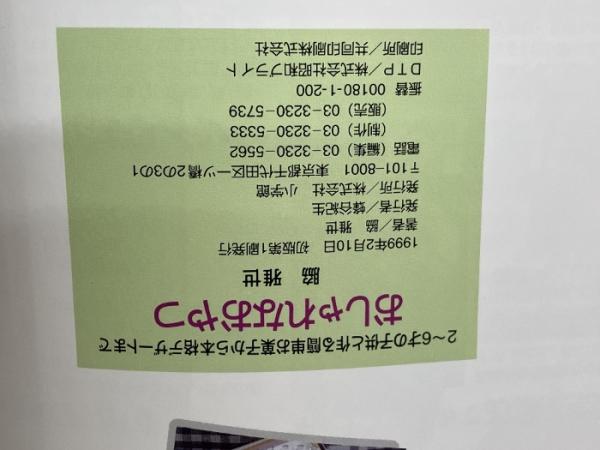 2～6才の子供と作る簡単お菓子から本格デザートまで
おしゃれなおやつ
脇 雅世
1999年2月10日 初版第1刷発行
著者／脇 雅世
発行者／鎌谷紀生
発行所／株式会社 小学館
〒101-8001 東京都千代田区一ツ橋2の3の1
電話（編集）03-3230-5562
（制作）03-3230-5333
（販売）03-3230-5739
振替 00180-1-200
DTP／株式会社昭和ブライト
印刷所／共同印刷株式会社